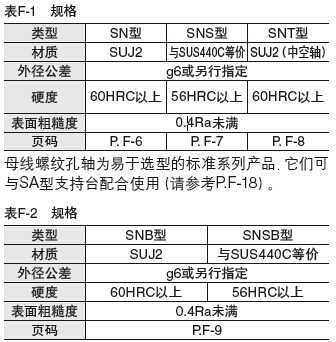 表F-1 规格
类型 SN型 SNS型 SNT型
材质 SUJ2 与SUS440C等价 SUJ2（中空轴）
外径公差 g6或另行指定
硬度 60HRC以上 56HRC以上 60HRC以上
表面粗糙度 0.4Ra未满
页码 P.F-6 P.F-7 P.F-8
母线螺纹孔轴为易于选型的标准系列产品．它们可
与SA型支持台配合使用（请参考P.F-18）。
表F-2 规格
类型 SNB型 SNSB型
材质 SUJ2 与SUS440C等价
外径公差 g6或另行指定
硬度 60HRC以上 56HRC以上
表面粗糙度 0.4Ra未满
页码 P.F-9